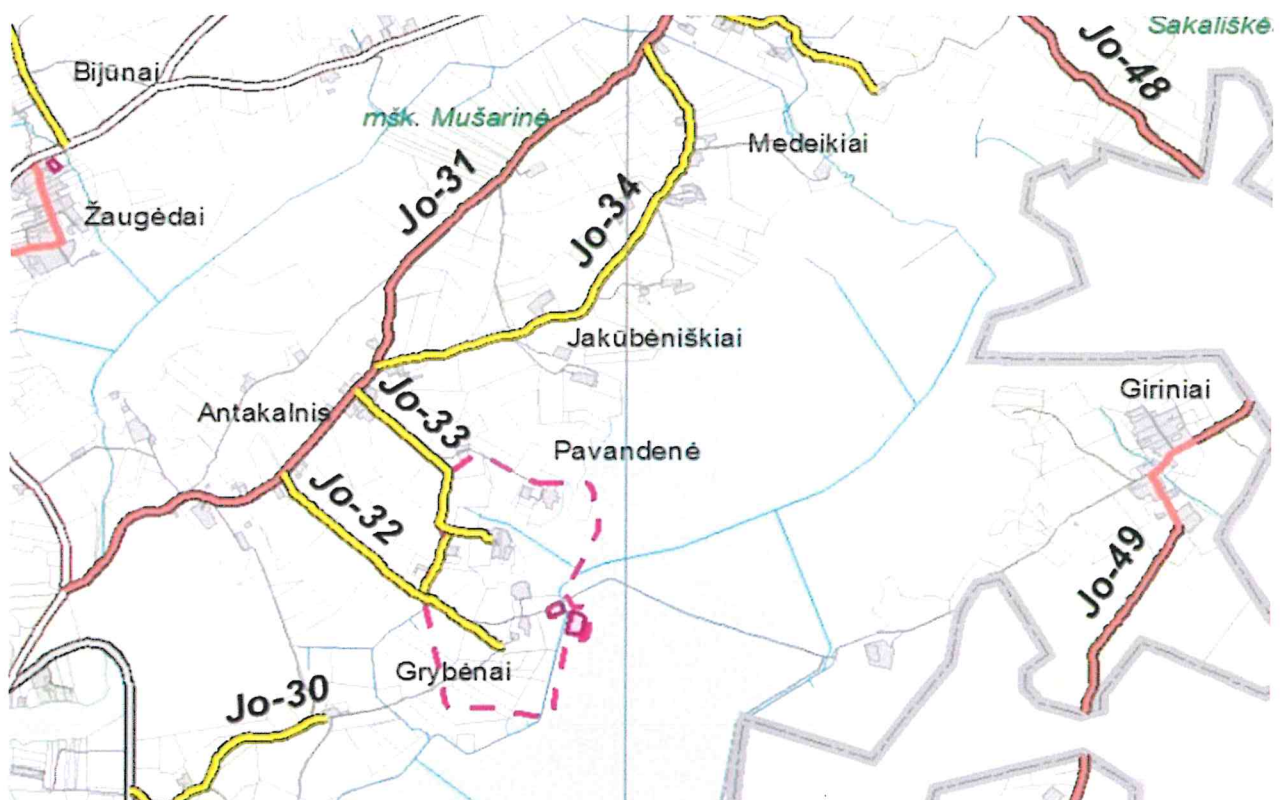 Sakališkė
Jo-48
Bijūnai
mšk. Mušarinė
Medeikiai
Jo-31
Jo-34
Žaugėdai
Jakūbėniškiai
Giriniai
Jo-33
Antakalnis
Pavandenė
Jo-32
Jo-49
Grybėnai
Jo-30